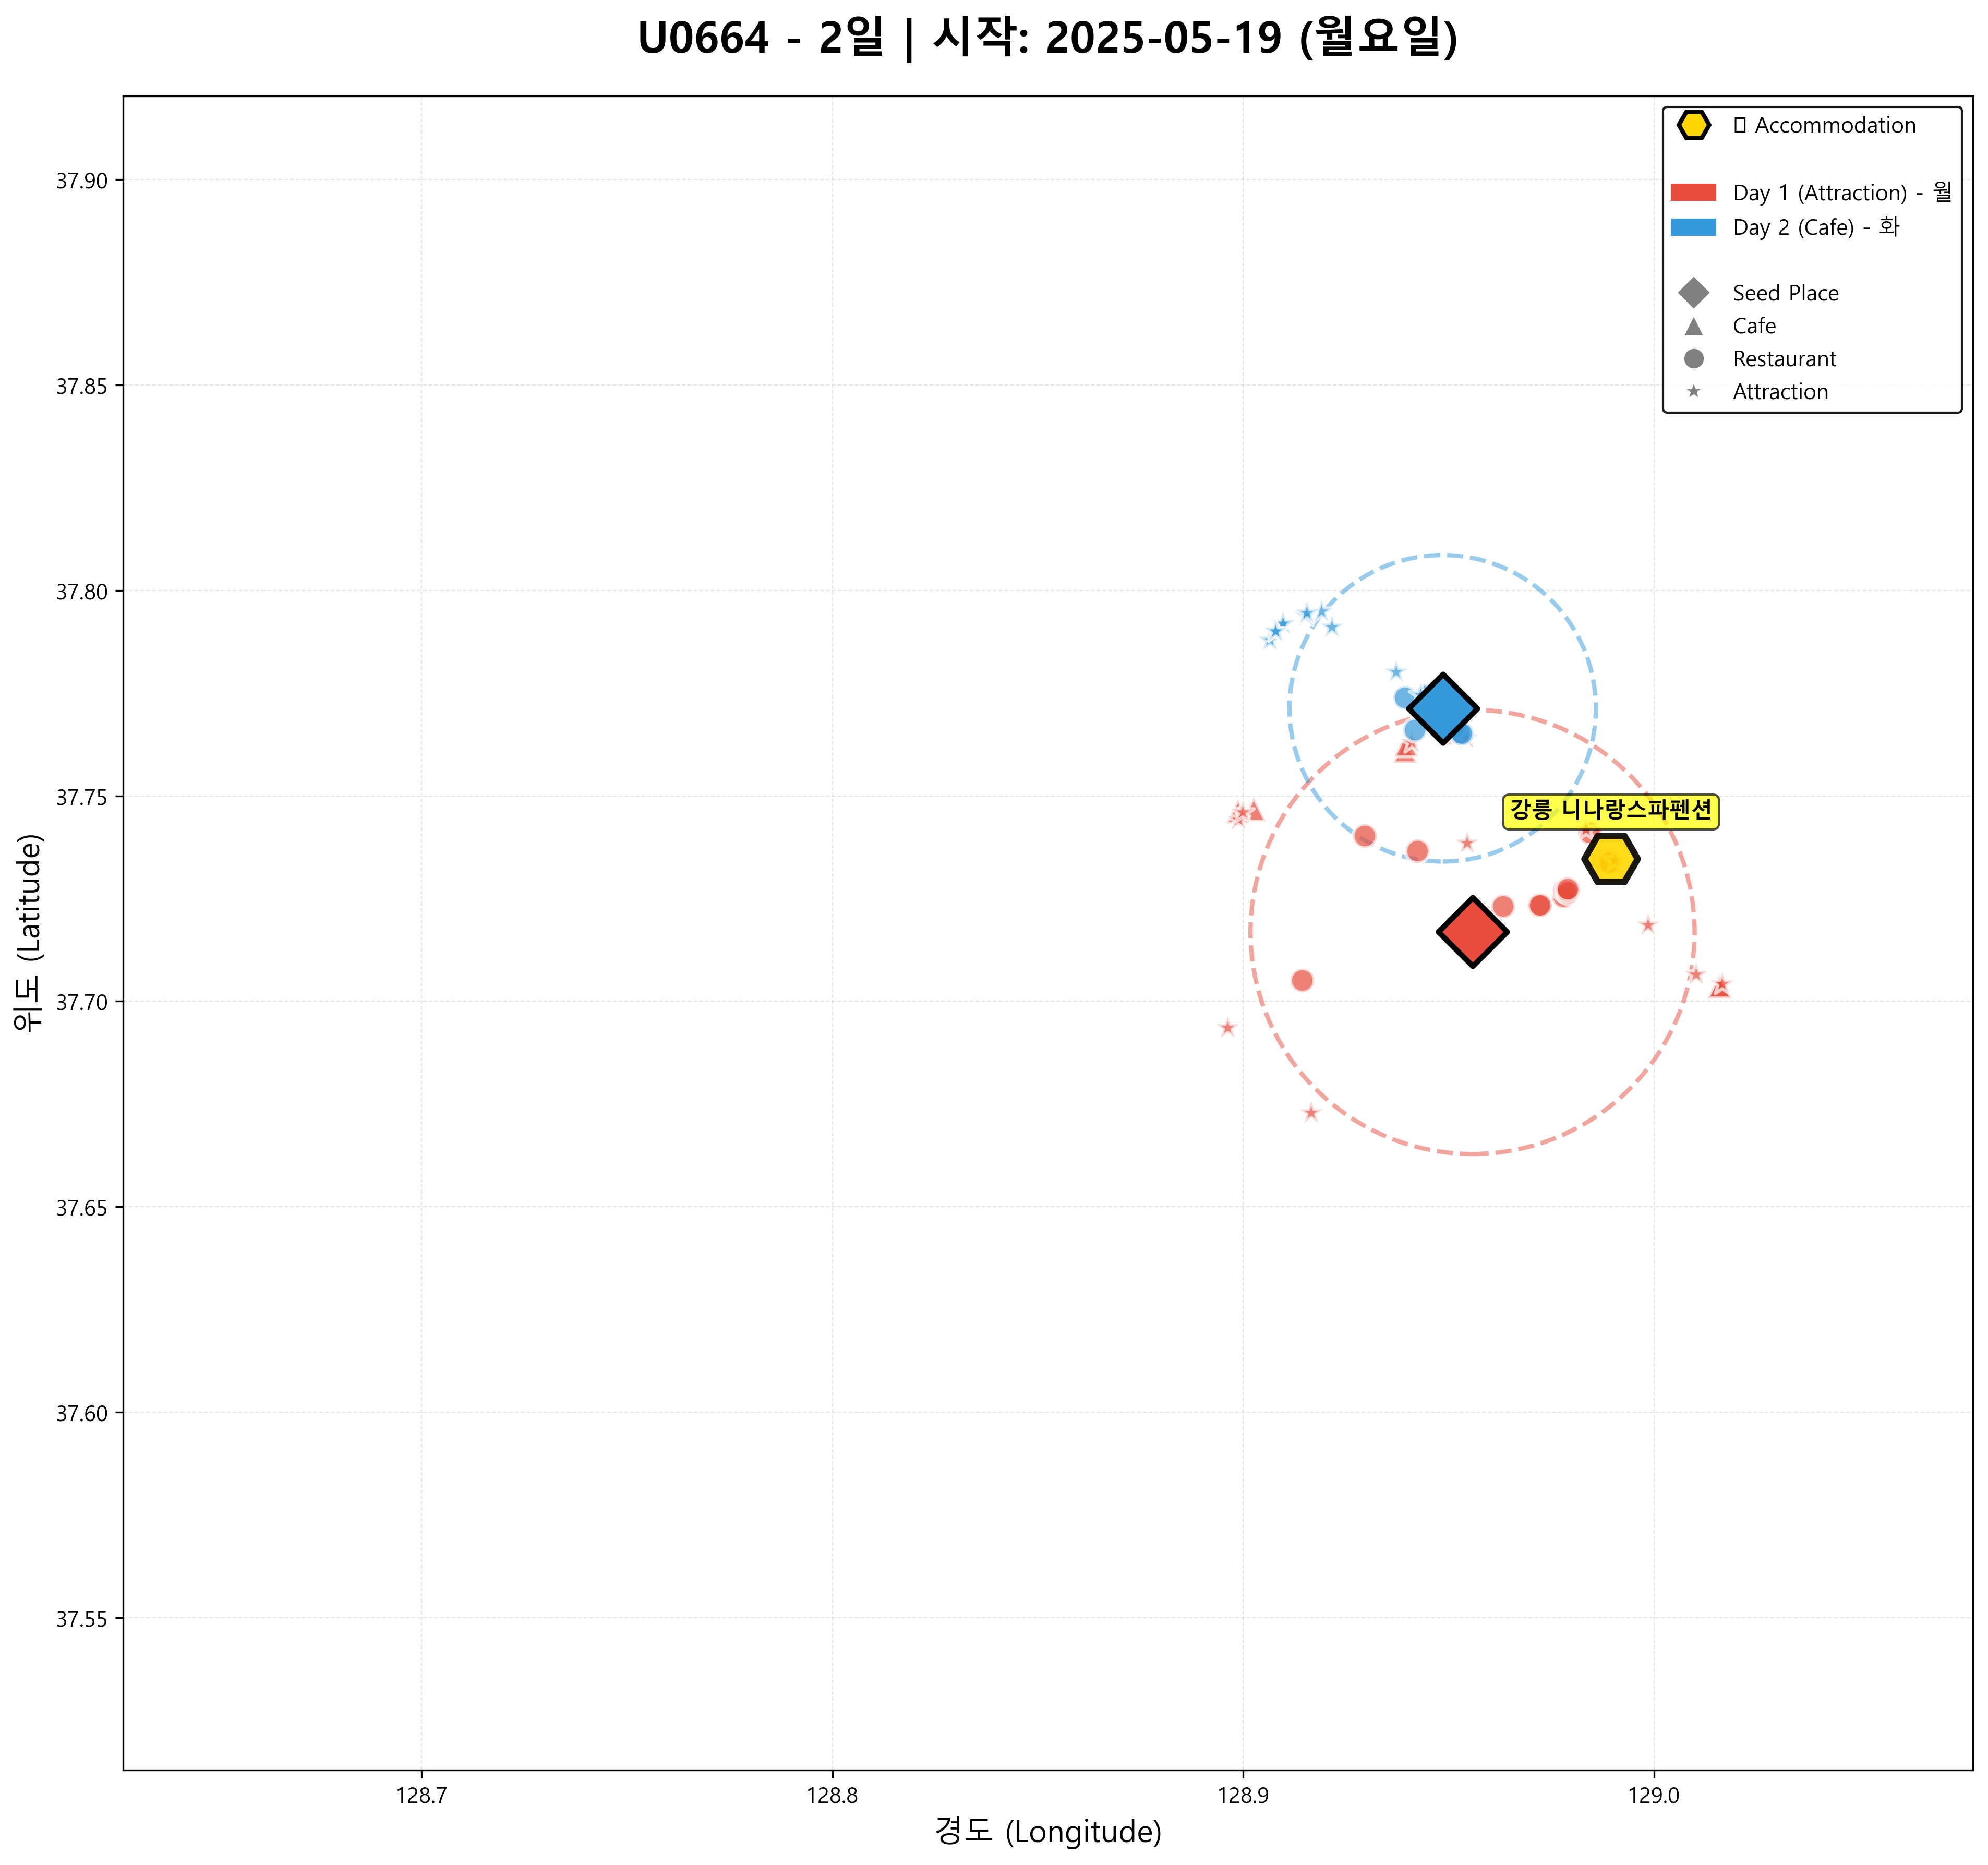 U0664 - 2일 | 시작: 2025-05-19 (월요일)
Accommodation
Day 1 (Attraction) - 월
Day 2 (Cafe) - 화
Seed Place
Cafe
Restaurant
Attraction
37.90
37.85
37.80
37.75
37.70
37.65
37.60
37.55
위도 (Latitude)
강릉 니나랑스파펜션
128.7
128.8
128.9
129.0
경도 (Longitude)